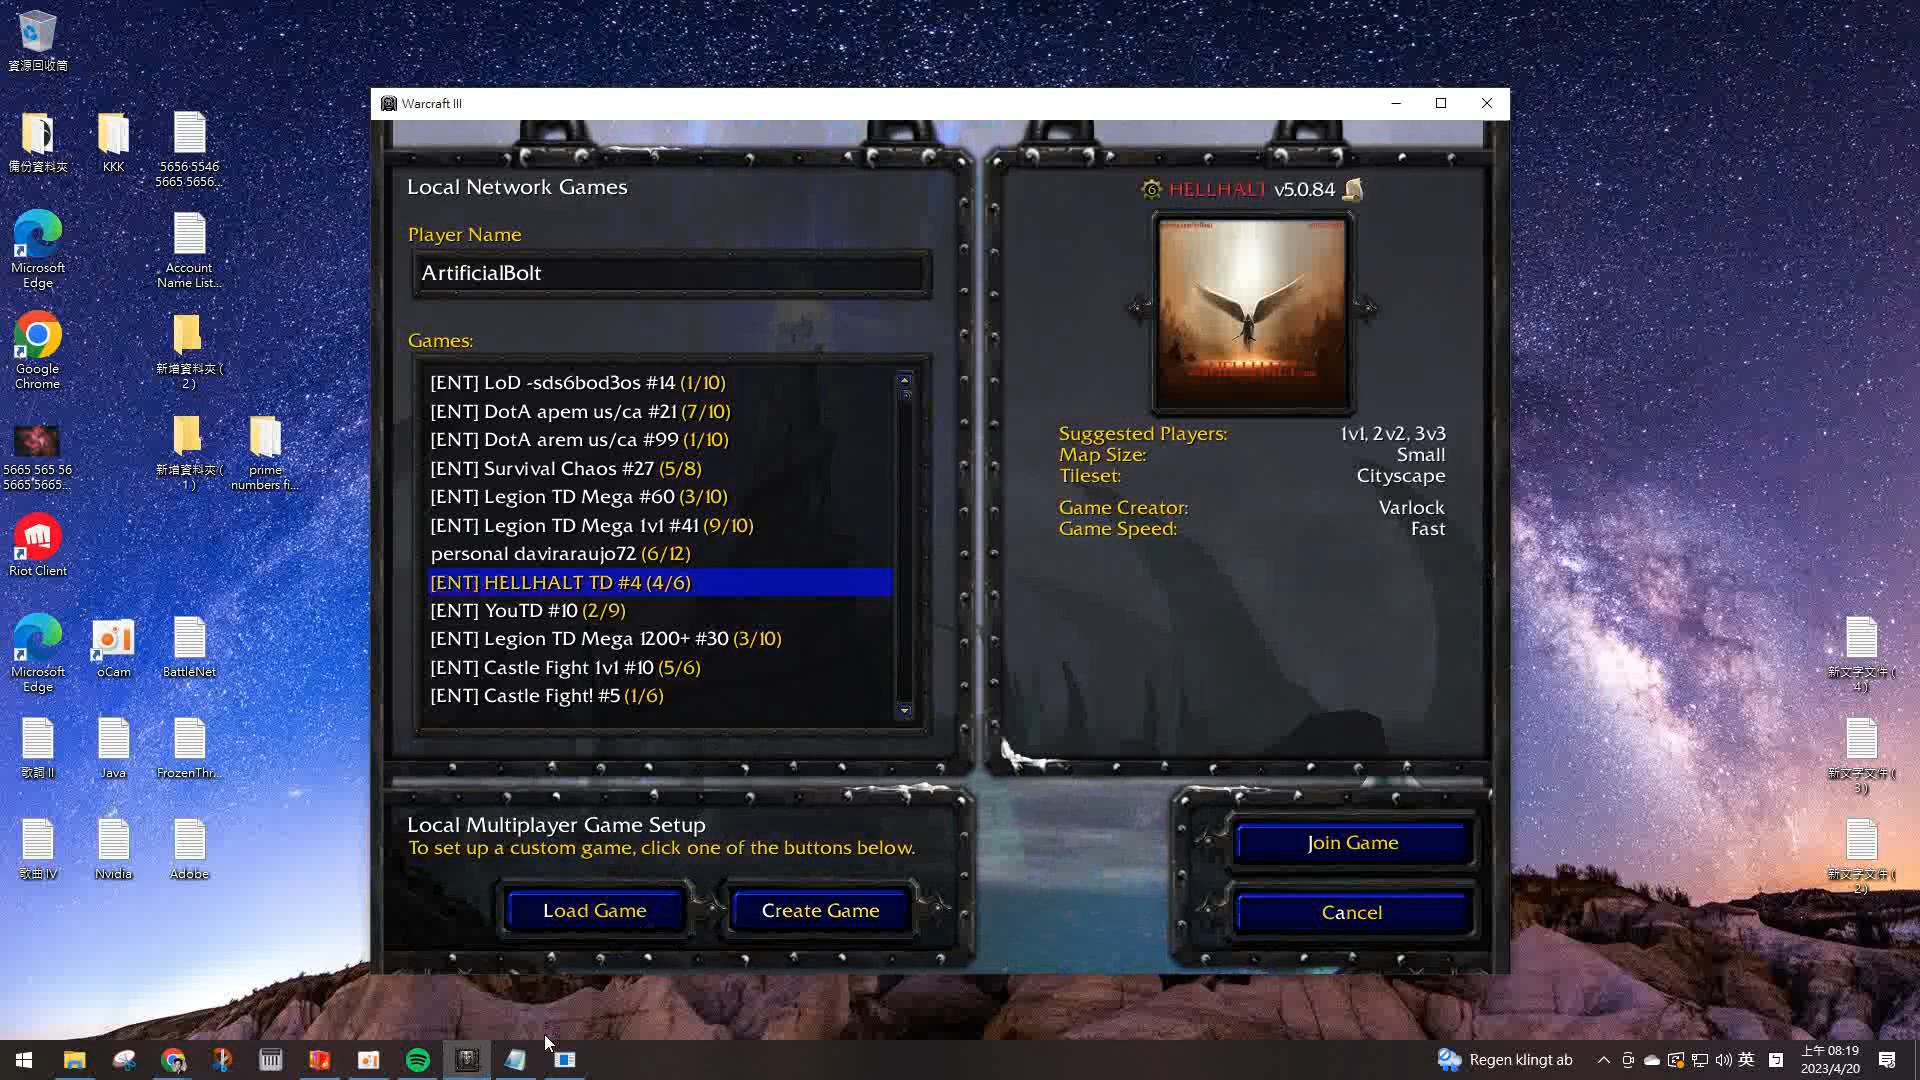 資源回收筒
備份資料夾
KKK
5656 5546
5665 5656...
Microsoft
Edge
Account
Name List...
Google
Chrome
新增資料夾 (
2 )
5665 565 56
5665 5665...
新增資料夾 (
1 )
prime
numbers fi...
Riot Client
Microsoft
Edge
oCam
BattleNet
歌詞 II
Java
FrozenThr...
歌曲 IV
Nvidia
Adobe
Warcraft III
Local Network Games
Player Name
ArtificialBolt
Games:
[ENT] LoD -sds6bod3os #14 (1/10)
[ENT] DotA apem us/ca #21 (7/10)
[ENT] DotA arem us/ca #99 (1/10)
[ENT] Survival Chaos #27 (5/8)
[ENT] Legion TD Mega #60 (3/10)
[ENT] Legion TD Mega 1v1 #41 (9/10)
personal daviraraujo72 (6/12)
[ENT] HELLHALT TD #4 (4/6)
[ENT] YouTD #10 (2/9)
[ENT] Legion TD Mega 1200+ #30 (3/10)
[ENT] Castle Fight 1v1 #10 (5/6)
[ENT] Castle Fight! #5 (1/6)
Local Multiplayer Game Setup
To set up a custom game, click one of the buttons below.
Load Game
Create Game
6 HELLHALT v5.0.84
Suggested Players: 1v1, 2v2, 3v3
Map Size: Small
Tileset: Cityscape
Game Creator: Varlock
Game Speed: Fast
Join Game
Cancel
新文字文件 (
4 )
新文字文件 (
3 )
新文字文件 (
2 )
Regen klingt ab
英
上午 08:19
2023/4/20